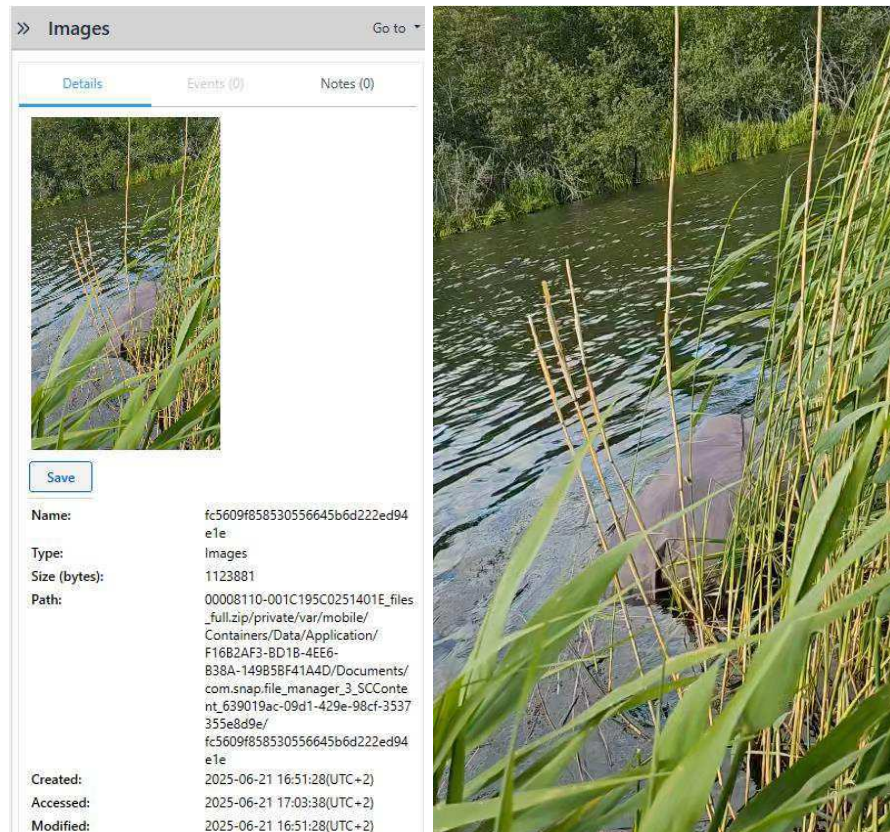 Images
Go to
Details
Events (0)
Notes (0)
Save
Name:
fc5609f858530556645b6d222ed94
e1e
Type:
Images
Size (bytes):
1123881
Path:
00008110-001C195C0251401E_files
_full.zip/private/var/mobile/
Containers/Data/Application/
F16B2AF3-BD1B-4EE6-
B38A-149B5BF41A4D/Documents/
com.snap.file_manager_3_SCConte
nt_639019ac-09d1-429e-98cf-3537
355e8d9e/
fc5609f858530556645b6d222ed94
e1e
Created:
2025-06-21 16:51:28(UTC+2)
Accessed:
2025-06-21 17:03:38(UTC+2)
Modified:
2025-06-21 16:51:28(UTC+2)